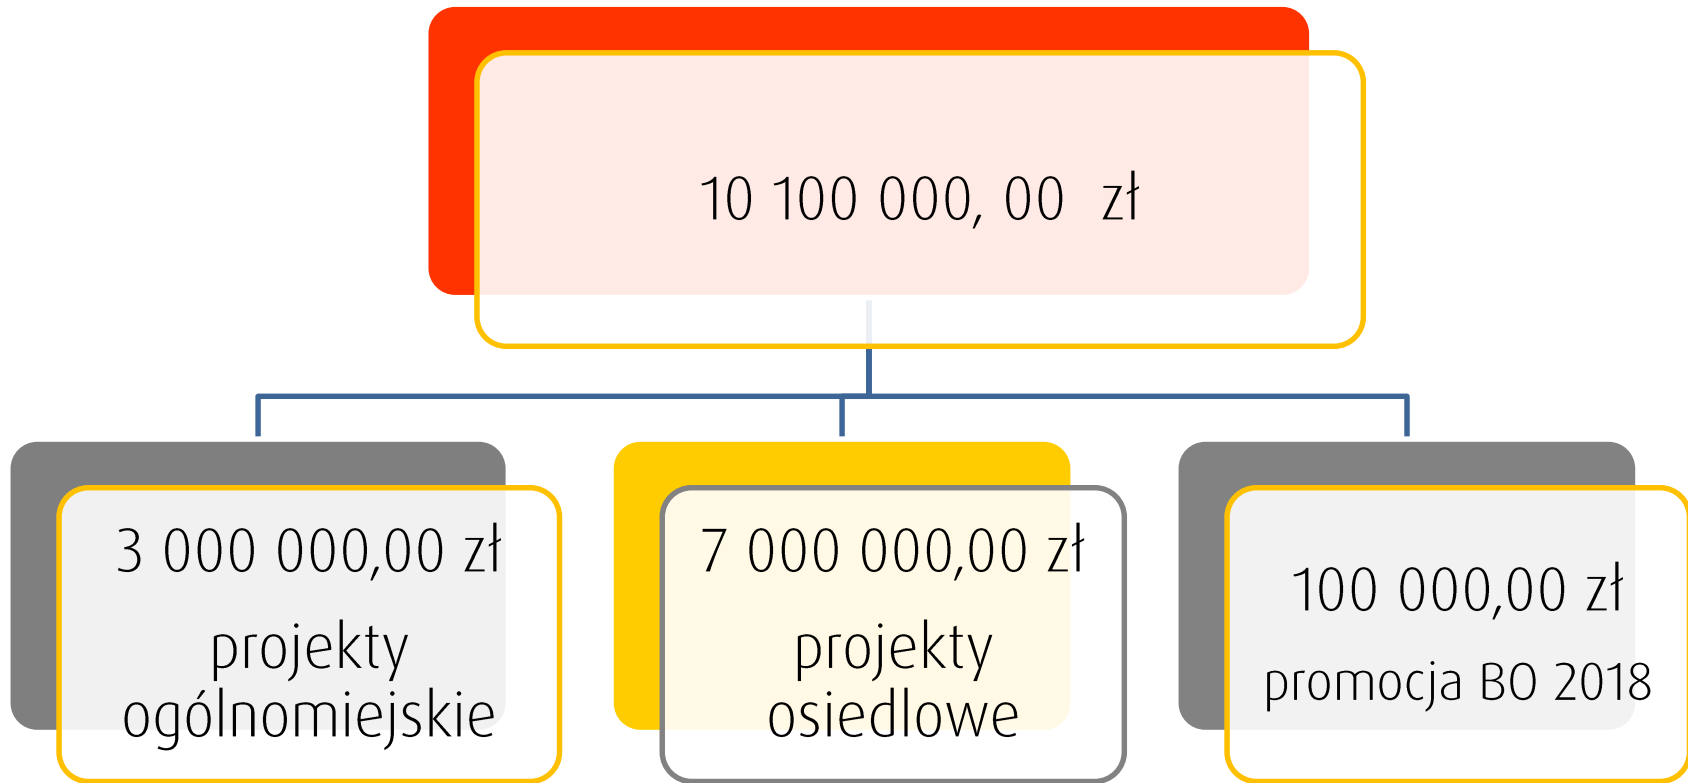 10 100 000, 00 zł
3 000 000,00 zł
projekty
ogólnomiejskie
7 000 000,00 zł
projekty
osiedlowe
100 000,00 zł
promocja BO 2018